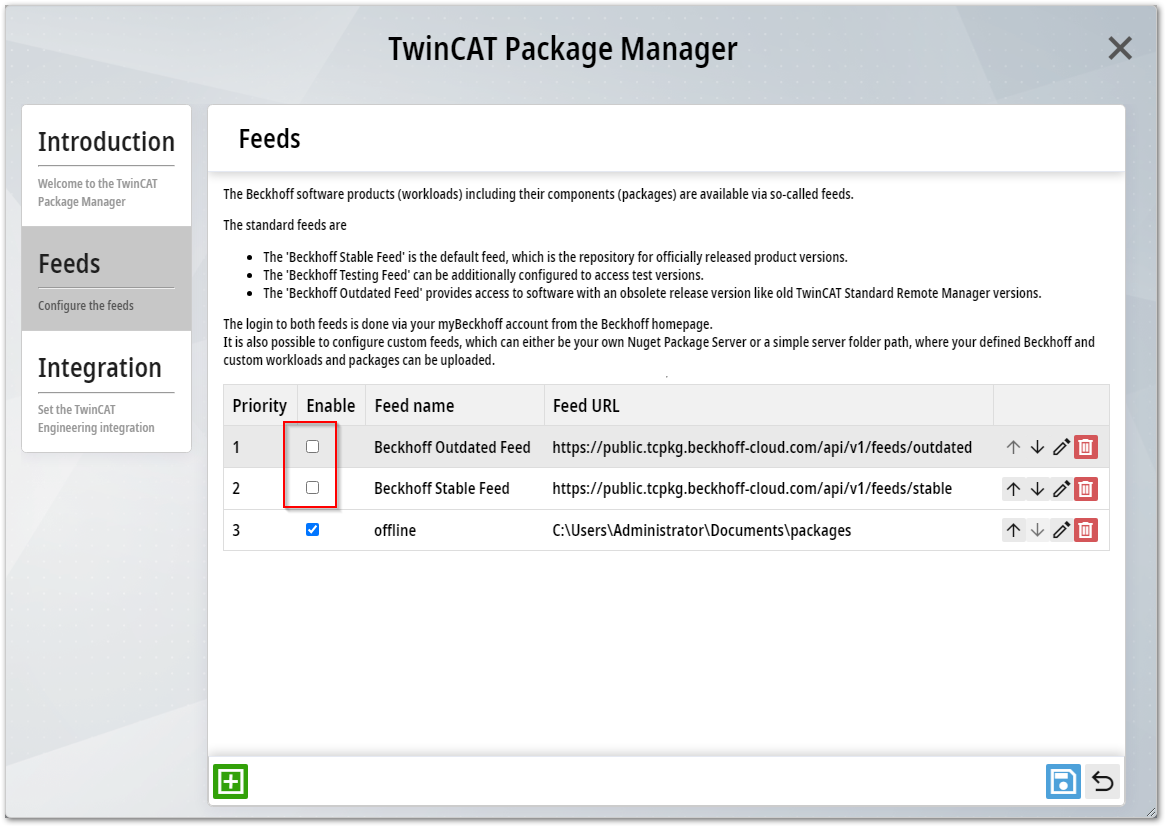 TwinCAT Package Manager
Introduction
Welcome to the TwinCAT
Package Manager
Feeds
Configure the feeds
Integration
Set the TwinCAT
Engineering integration
Feeds
The Beckhoff software products (workloads) including their components (packages) are available via so-called feeds.
The standard feeds are
The 'Beckhoff Stable Feed' is the default feed, which is the repository for officially released product versions.
The 'Beckhoff Testing Feed' can be additionally configured to access test versions.
The 'Beckhoff Outdated Feed' provides access to software with an obsolete release version like old TwinCAT Standard Remote Manager versions.
The login to both feeds is done via your myBeckhoff account from the Beckhoff homepage.
It is also possible to configure custom feeds, which can either be your own Nuget Package Server or a simple server folder path, where your defined Beckhoff and
custom workloads and packages can be uploaded.
Priority Enable Feed name Feed URL
1 Beckhoff Outdated Feed https://public.tcpkg.beckhoff-cloud.com/api/v1/feeds/outdated
2 Beckhoff Stable Feed https://public.tcpkg.beckhoff-cloud.com/api/v1/feeds/stable
3 offline C:\Users\Administrator\Documents\packages